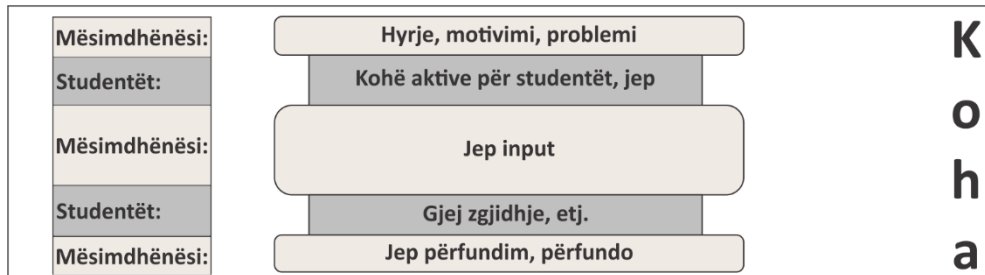 Mësimdhënësi:
Hyrje, motivimi, problemi
Studentët:
Kohë aktive për studentët, jep
Mësimdhënësi:
Jep input
Studentët:
Gjej zgjidhje, etj.
Mësimdhënësi:
Jep përfundim, përfundo
K
o
h
a